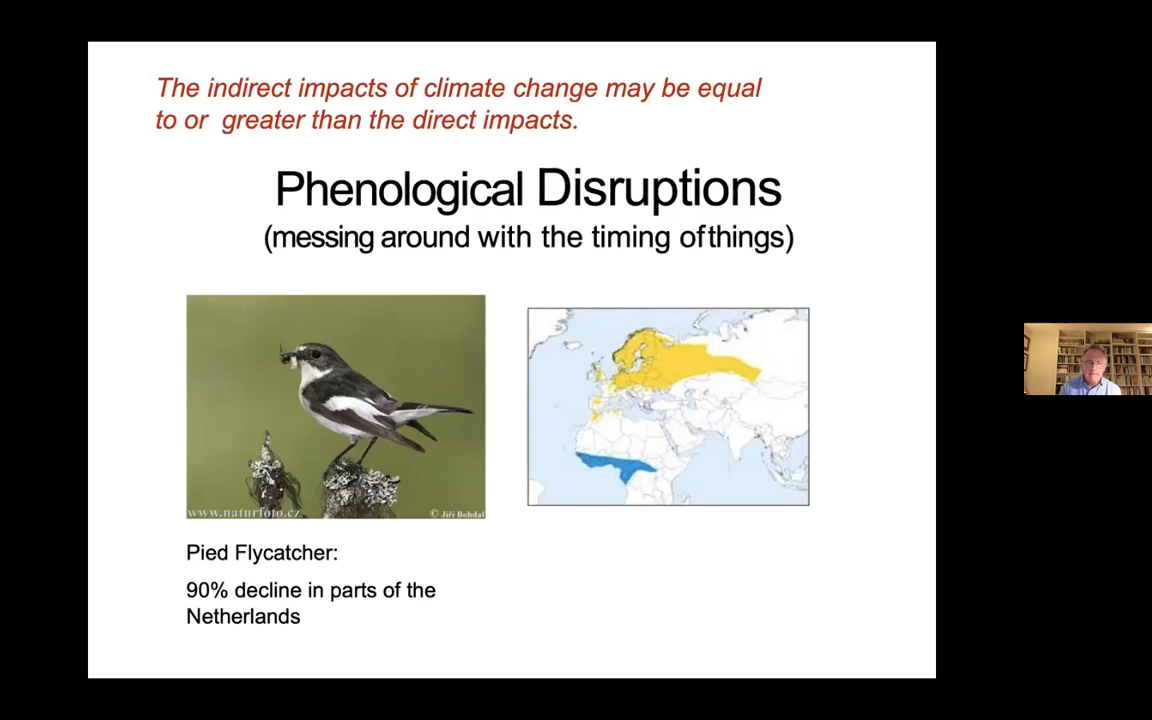 The indirect impacts of climate change may be equal
to or greater than the direct impacts.
Phenological Disruptions
(messing around with the timing of things)
www.naturfoto.cz
© Jiří Bohdal
Pied Flycatcher:
90% decline in parts of the
Netherlands